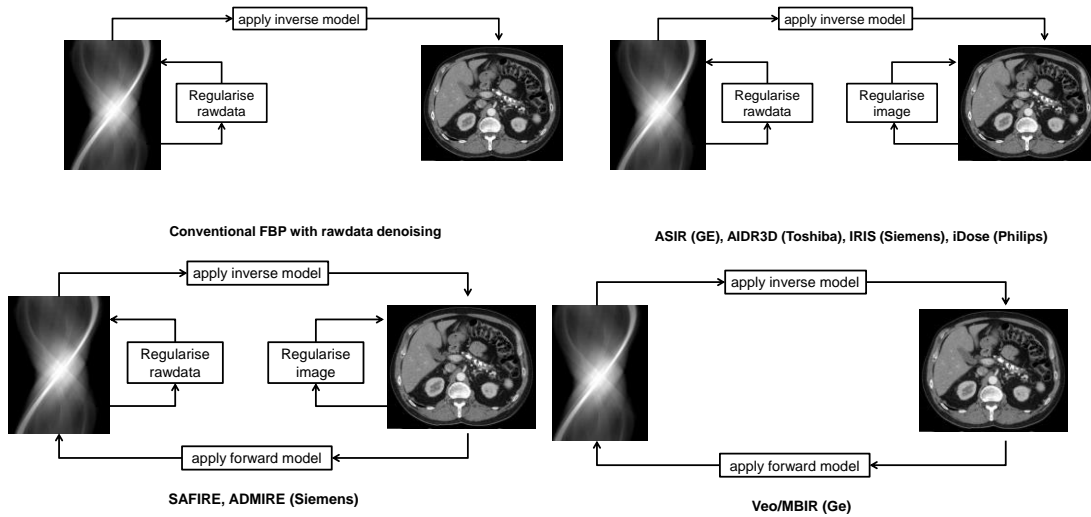 apply inverse model
Regularise
rawdata
Conventional FBP with rawdata denoising
apply inverse model
Regularise
rawdata
Regularise
image
ASIR (GE), AIDR3D (Toshiba), IRIS (Siemens), iDose (Philips)
apply inverse model
Regularise
rawdata
Regularise
image
apply forward model
SAFIRE, ADMIRE (Siemens)
apply inverse model
apply forward model
Veo/MBIR (Ge)